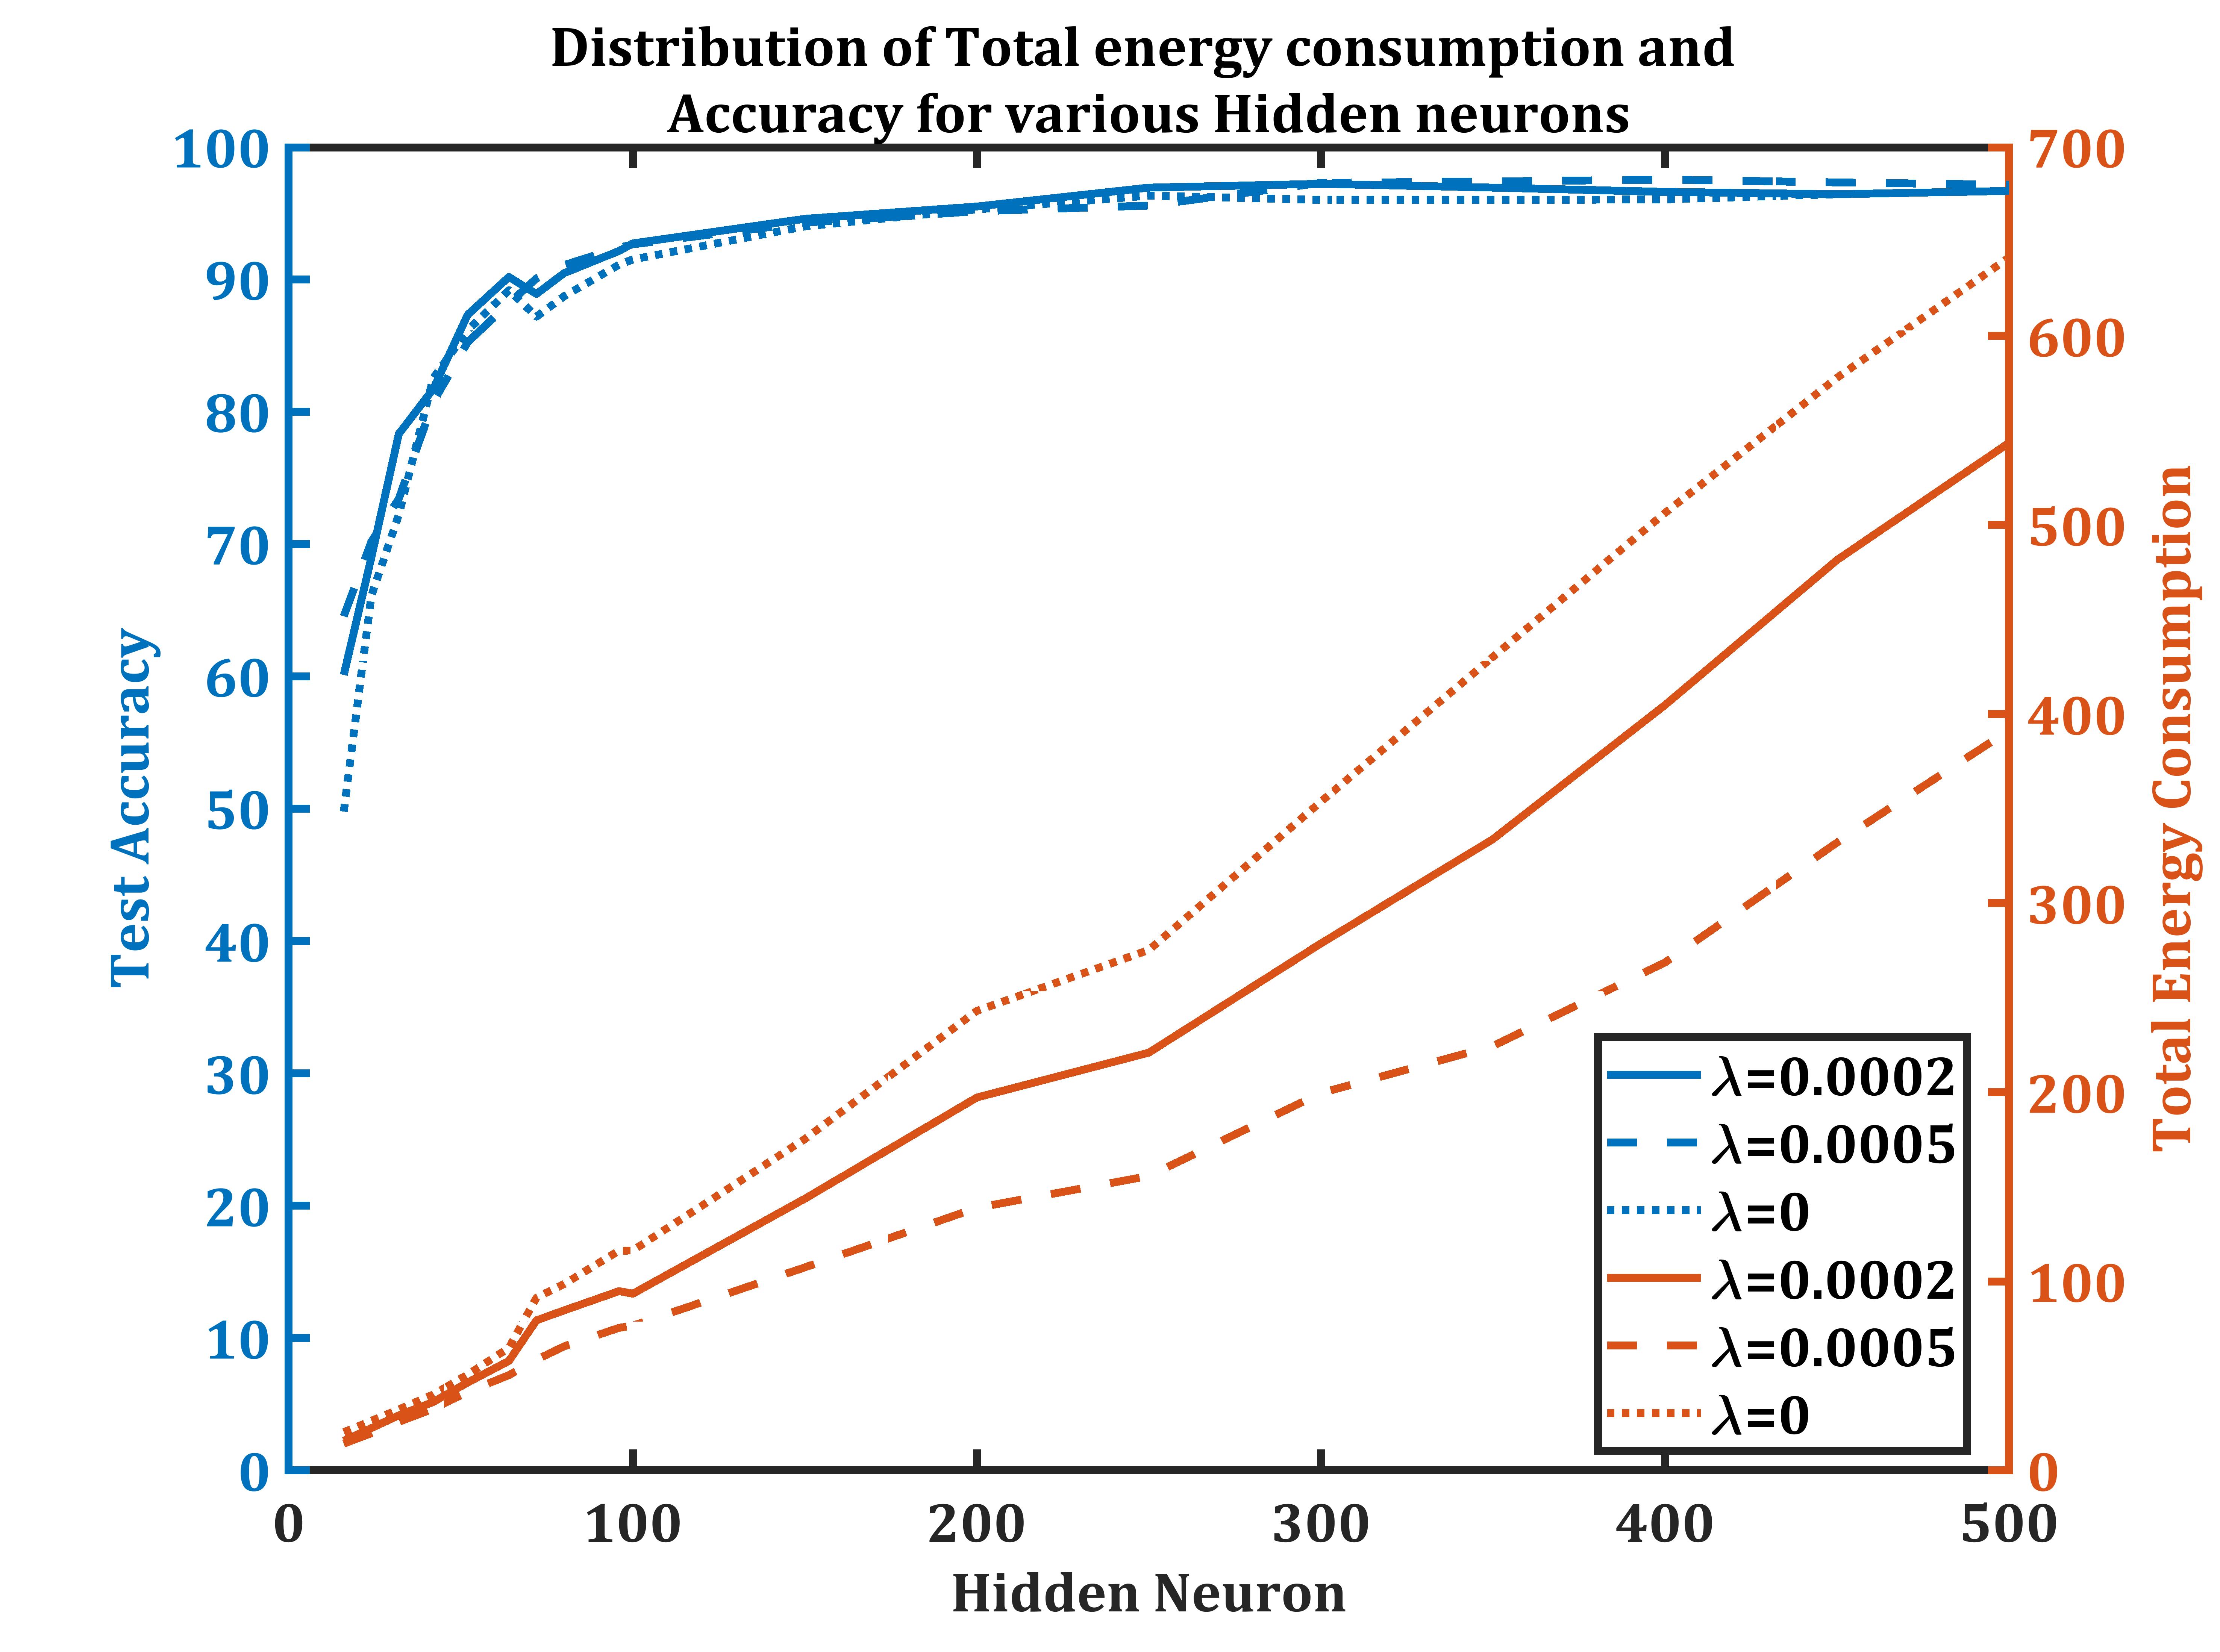 Distribution of Total energy consumption and
Accuracy for various Hidden neurons
100
90
80
70
60
50
40
30
20
10
0
Test Accuracy
700
600
500
400
300
200
100
0
Total Energy Consumption
λ=0.0002
λ=0.0005
λ=0
λ=0.0002
λ=0.0005
λ=0
0 100 200 300 400 500
Hidden Neuron